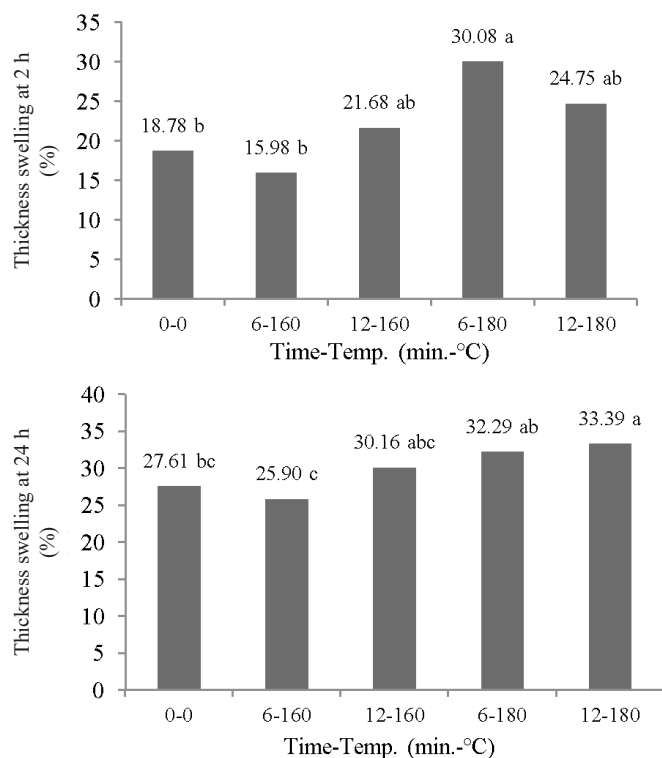 Thickness swelling at 2 h
(%)
35
30
25
20
15
10
5
0
18.78 b
15.98 b
21.68 ab
30.08 a
24.75 ab
0-0
6-160
12-160
6-180
12-180
Time-Temp. (min.-°C)
Thickness swelling at 24 h
(%)
40
35
30
25
20
15
10
5
0
27.61 bc
25.90 c
30.16 abc
32.29 ab
33.39 a
0-0
6-160
12-160
6-180
12-180
Time-Temp. (min.-°C)